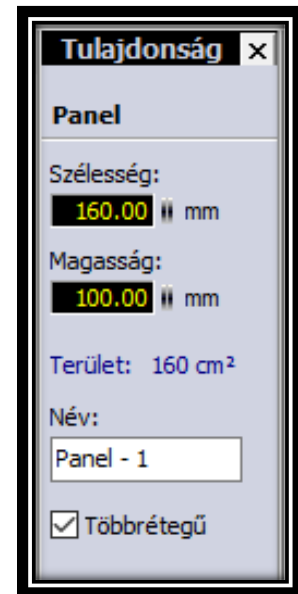 Tulajdonság
Panel
Szélesség:
160.00 mm
Magasság:
100.00 mm
Terület: 160 cm²
Név:
Panel - 1
Többrétegű